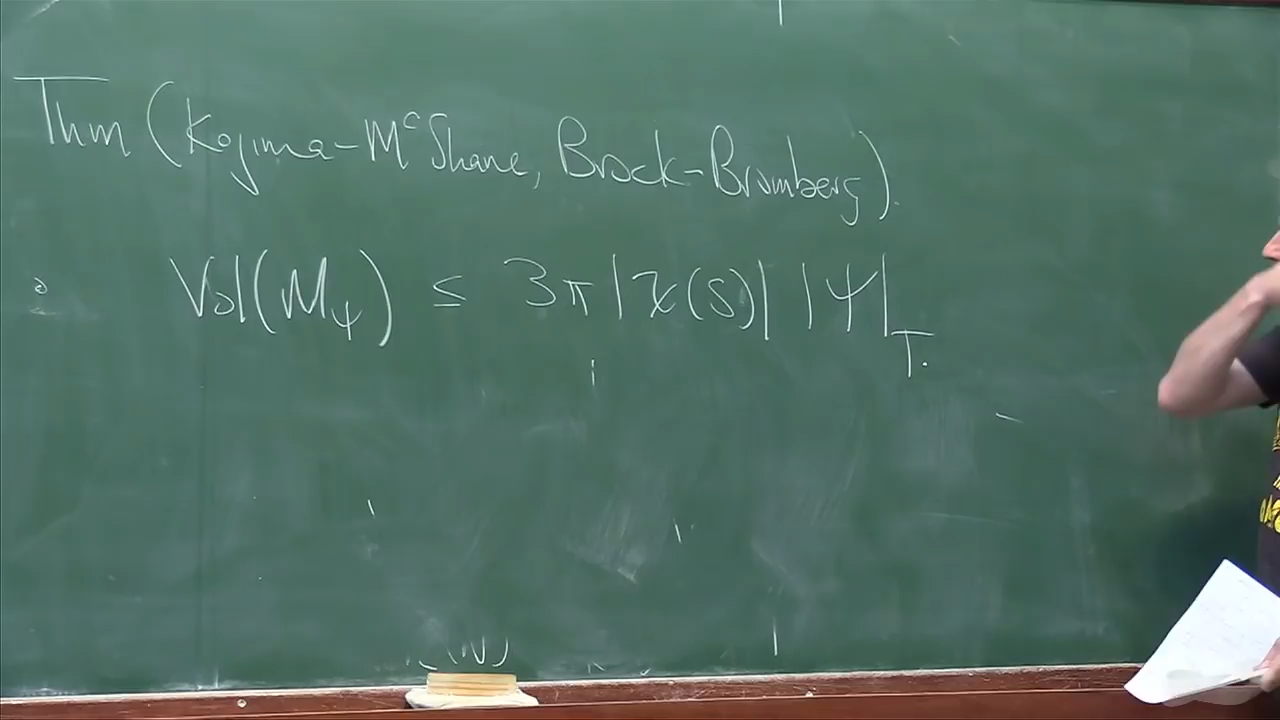 Thm (Kojima-McShane, Brock-Bromberg).
Vol(M_ψ) ≤ 3π|χ(S)| |ψ|_T.